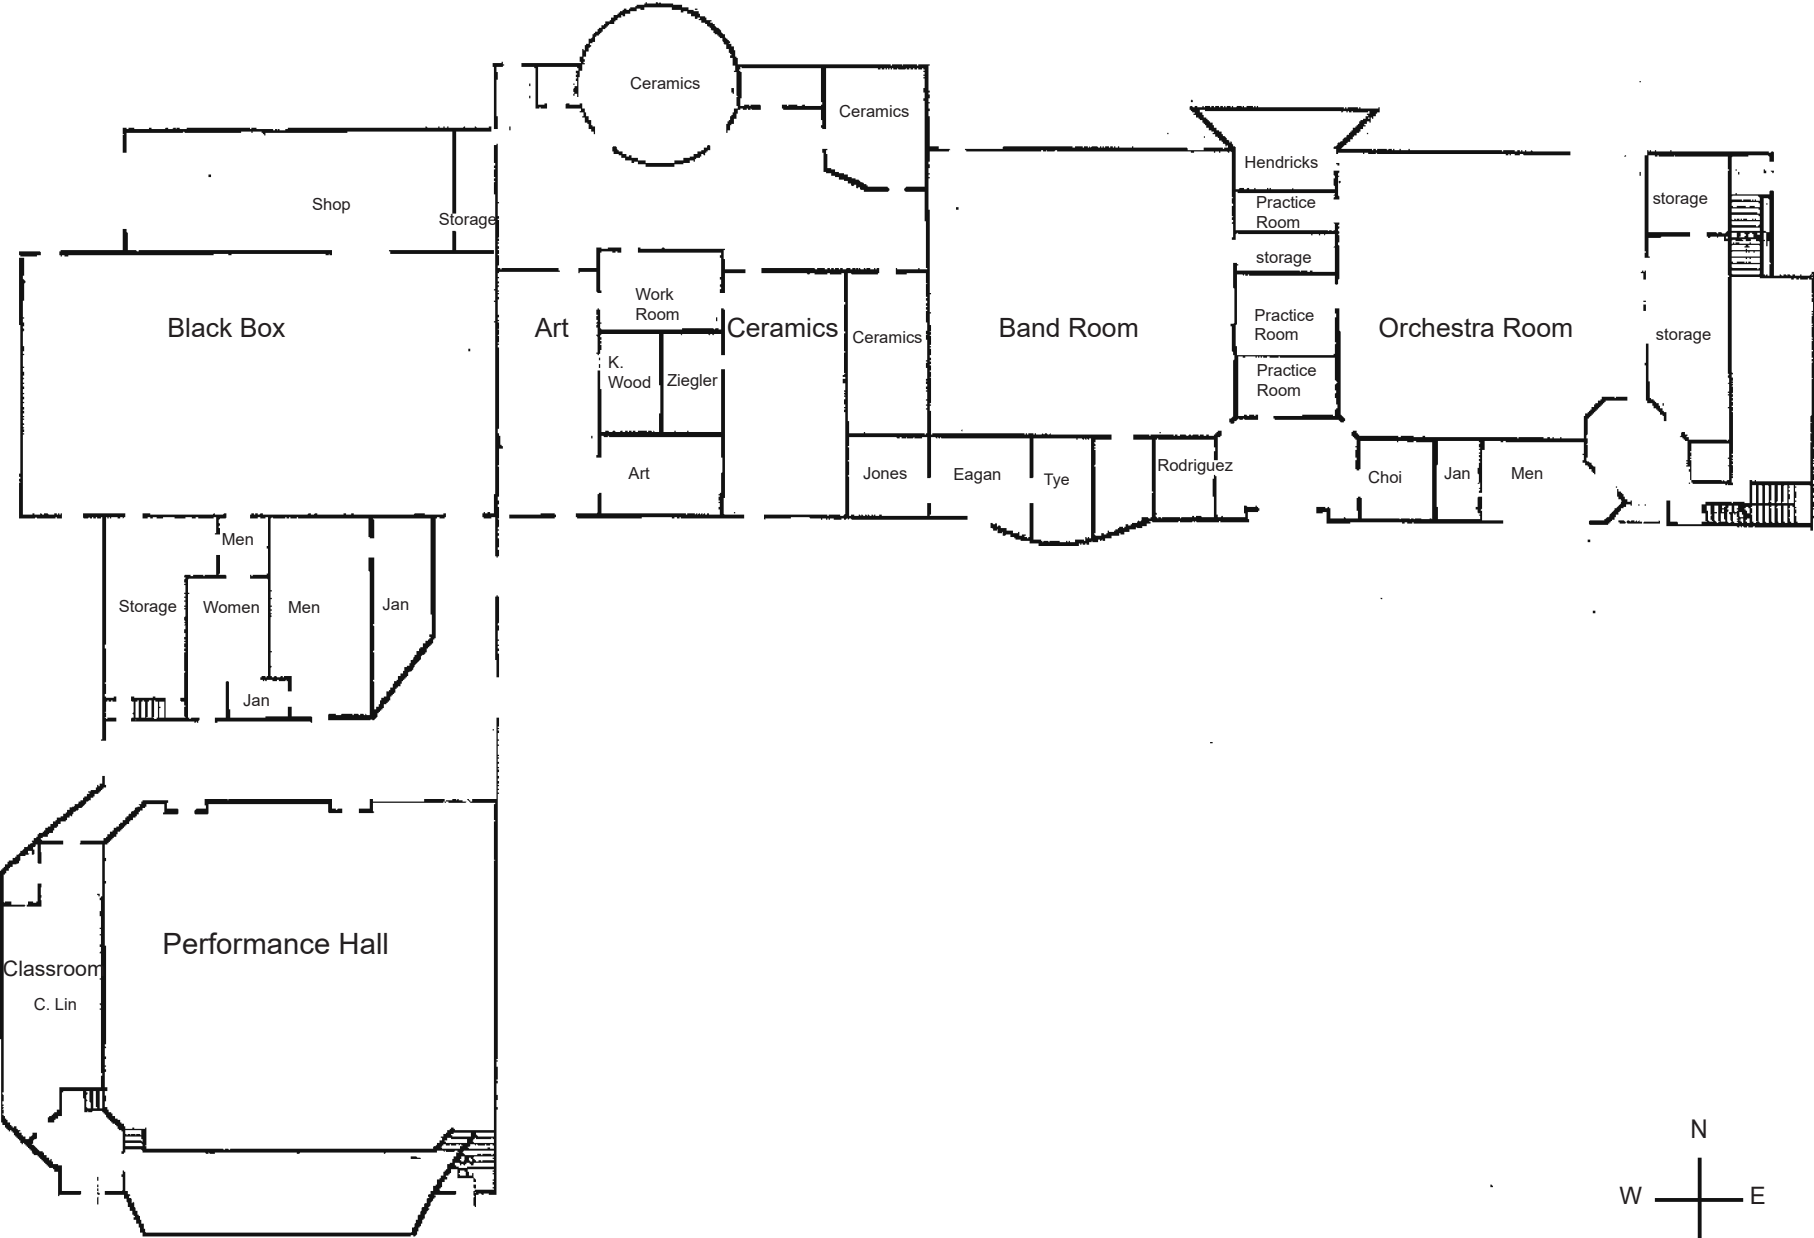 Ceramics
Ceramics
Hendricks
Practice
Room
storage
Shop
Storage
storage
Work
Room
Black Box
Art
Ceramics
Ceramics
Band Room
Practice
Room
Orchestra Room
storage
K.
Wood
Ziegler
Practice
Room
Art
Jones
Eagan
Tye
Rodriguez
Choi
Jan
Men
Men
Storage
Women
Men
Jan
Jan
Performance Hall
Classroom
C. Lin
N
W
E